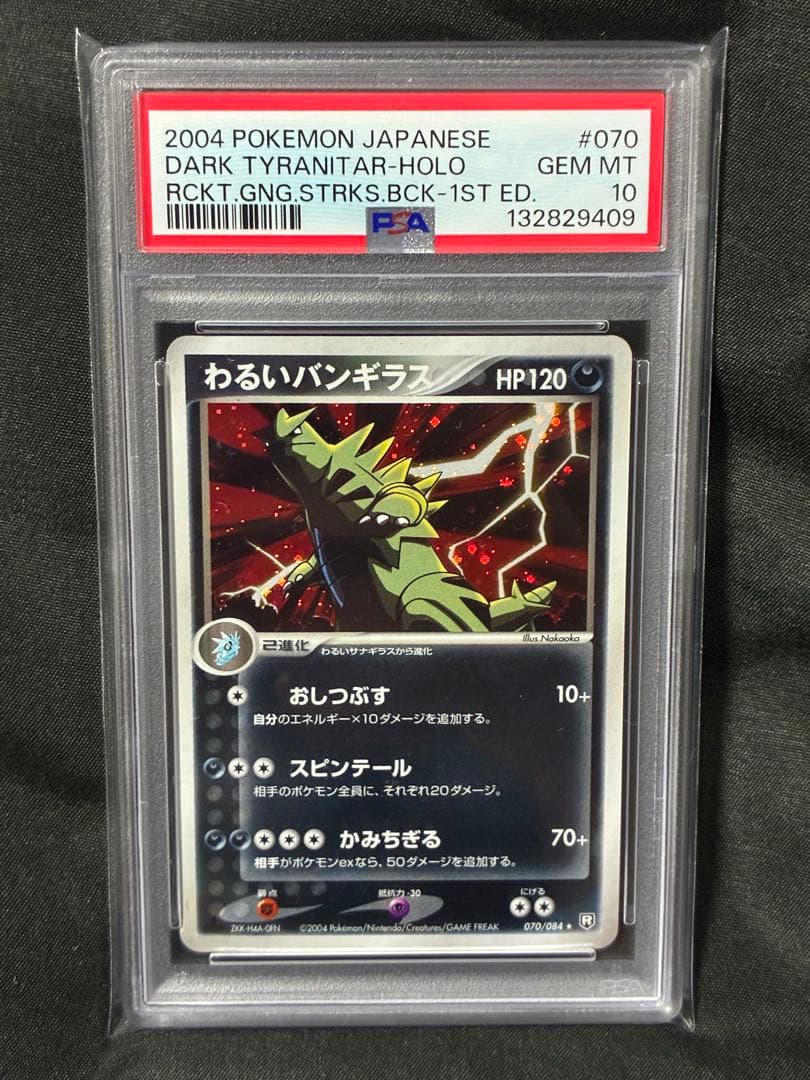 2004 POKEMON JAPANESE #070
DARK TYRANITAR-HOLO GEM MT
RCKT.GNG.STRKS.BCK-1ST ED. 10
PSA 132829409
わるいバンギラス HP120
Illus.Nakaoka
2進化 わるいサナギラスから進化
おしつぶす 10+
自分のエネルギー×10ダメージを追加する。
スピンテール
相手のポケモン全員に、それぞれ20ダメージ。
かみちぎる 70+
相手がポケモンexなら、50ダメージを追加する。
弱点 抵抗力 -30 にげる
ZKK-H4A-0FN ©2004 Pokémon/Nintendo/Creatures/GAME FREAK 070/084 ★ R
PSA